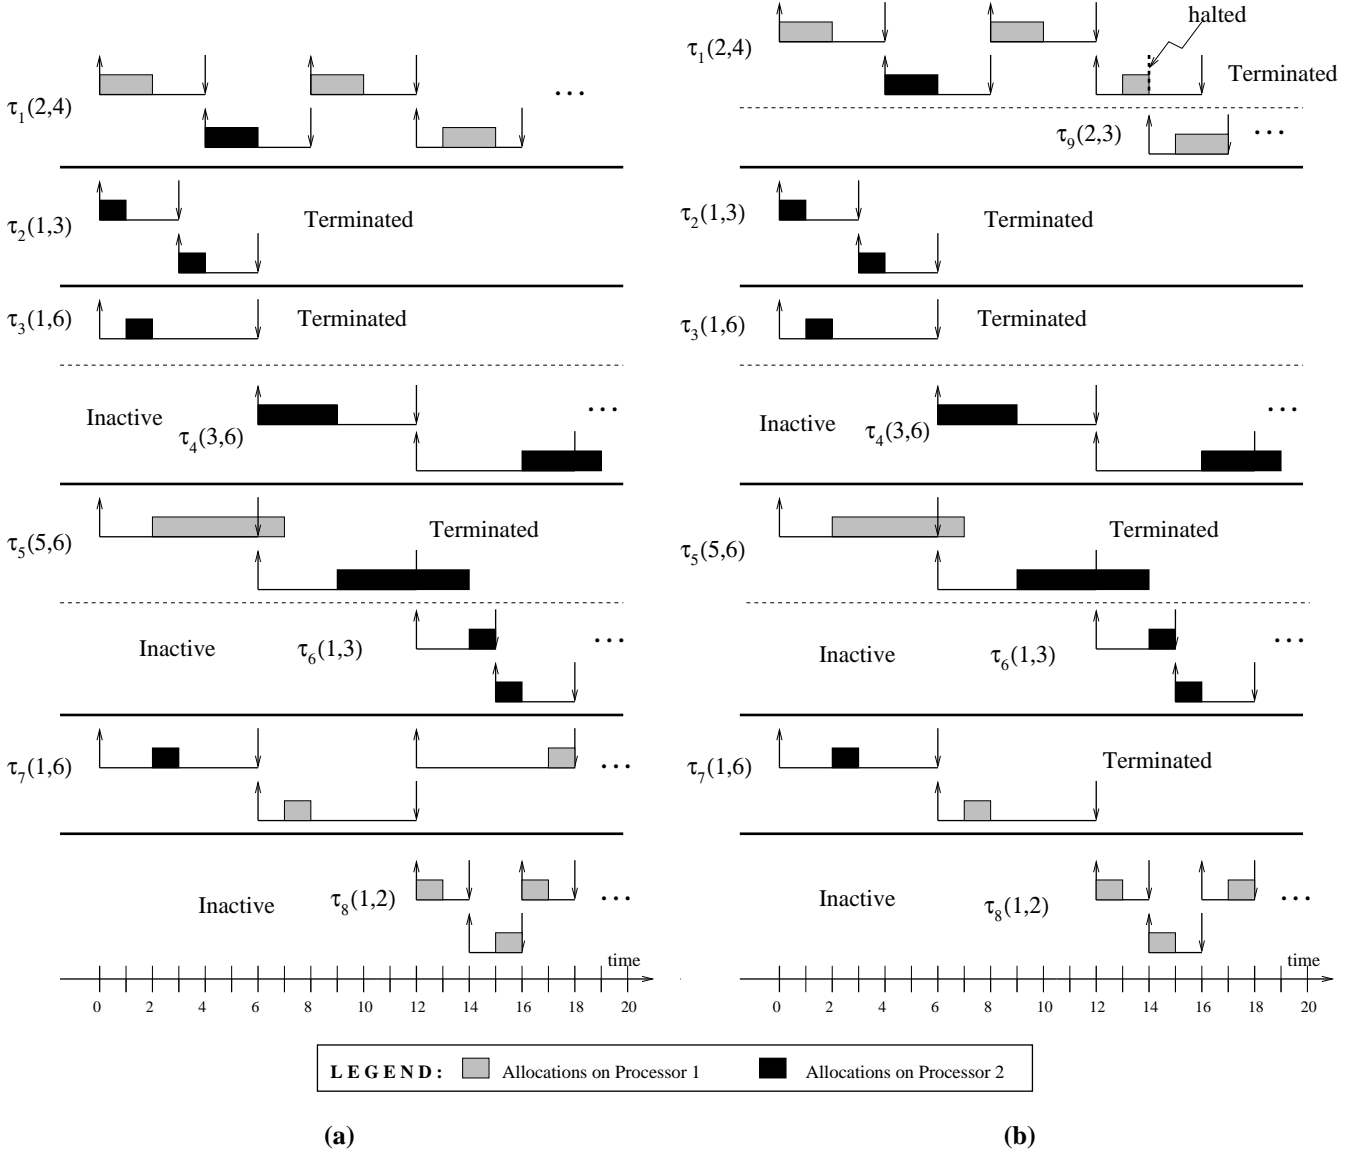 halted
τ1(2,4)
Terminated
τ9(2,3)
...
τ1(2,4)
...
τ2(1,3)
Terminated
τ2(1,3)
Terminated
τ3(1,6)
Terminated
τ3(1,6)
Terminated
Inactive
τ4(3,6)
...
Inactive
τ4(3,6)
...
τ5(5,6)
Terminated
τ5(5,6)
Terminated
Inactive
τ6(1,3)
...
Inactive
τ6(1,3)
...
τ7(1,6)
...
τ7(1,6)
Terminated
Inactive
τ8(1,2)
...
Inactive
τ8(1,2)
...
time
time
0 2 4 6 8 10 12 14 16 18 20
0 2 4 6 8 10 12 14 16 18 20
LEGEND: Allocations on Processor 1 Allocations on Processor 2
(a)
(b)